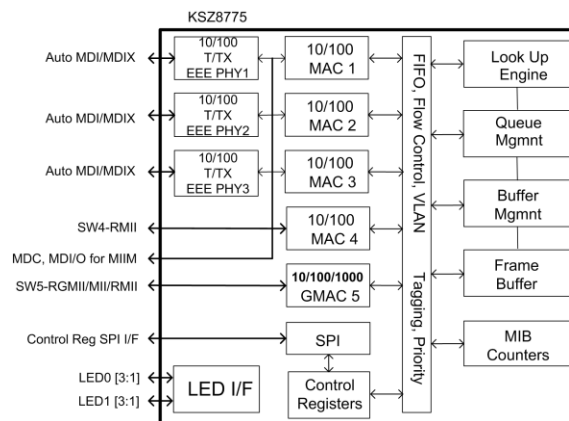 KSZ8775
Auto MDI/MDIX
10/100
T/TX
EEE PHY1
10/100
MAC 1
Look Up
Engine
Auto MDI/MDIX
10/100
T/TX
EEE PHY2
10/100
MAC 2
Queue
Mgmnt
Auto MDI/MDIX
10/100
T/TX
EEE PHY3
10/100
MAC 3
FIFO, Flow Control, VLAN
Tagging, Priority
Buffer
Mgmnt
SW4-RMII
10/100
MAC 4
MDC, MDI/O for MIIM
Frame
Buffer
SW5-RGMII/MII/RMII
10/100/1000
GMAC 5
Control Reg SPI I/F
SPI
MIB
Counters
LED0 [3:1]
LED1 [3:1]
LED I/F
Control
Registers